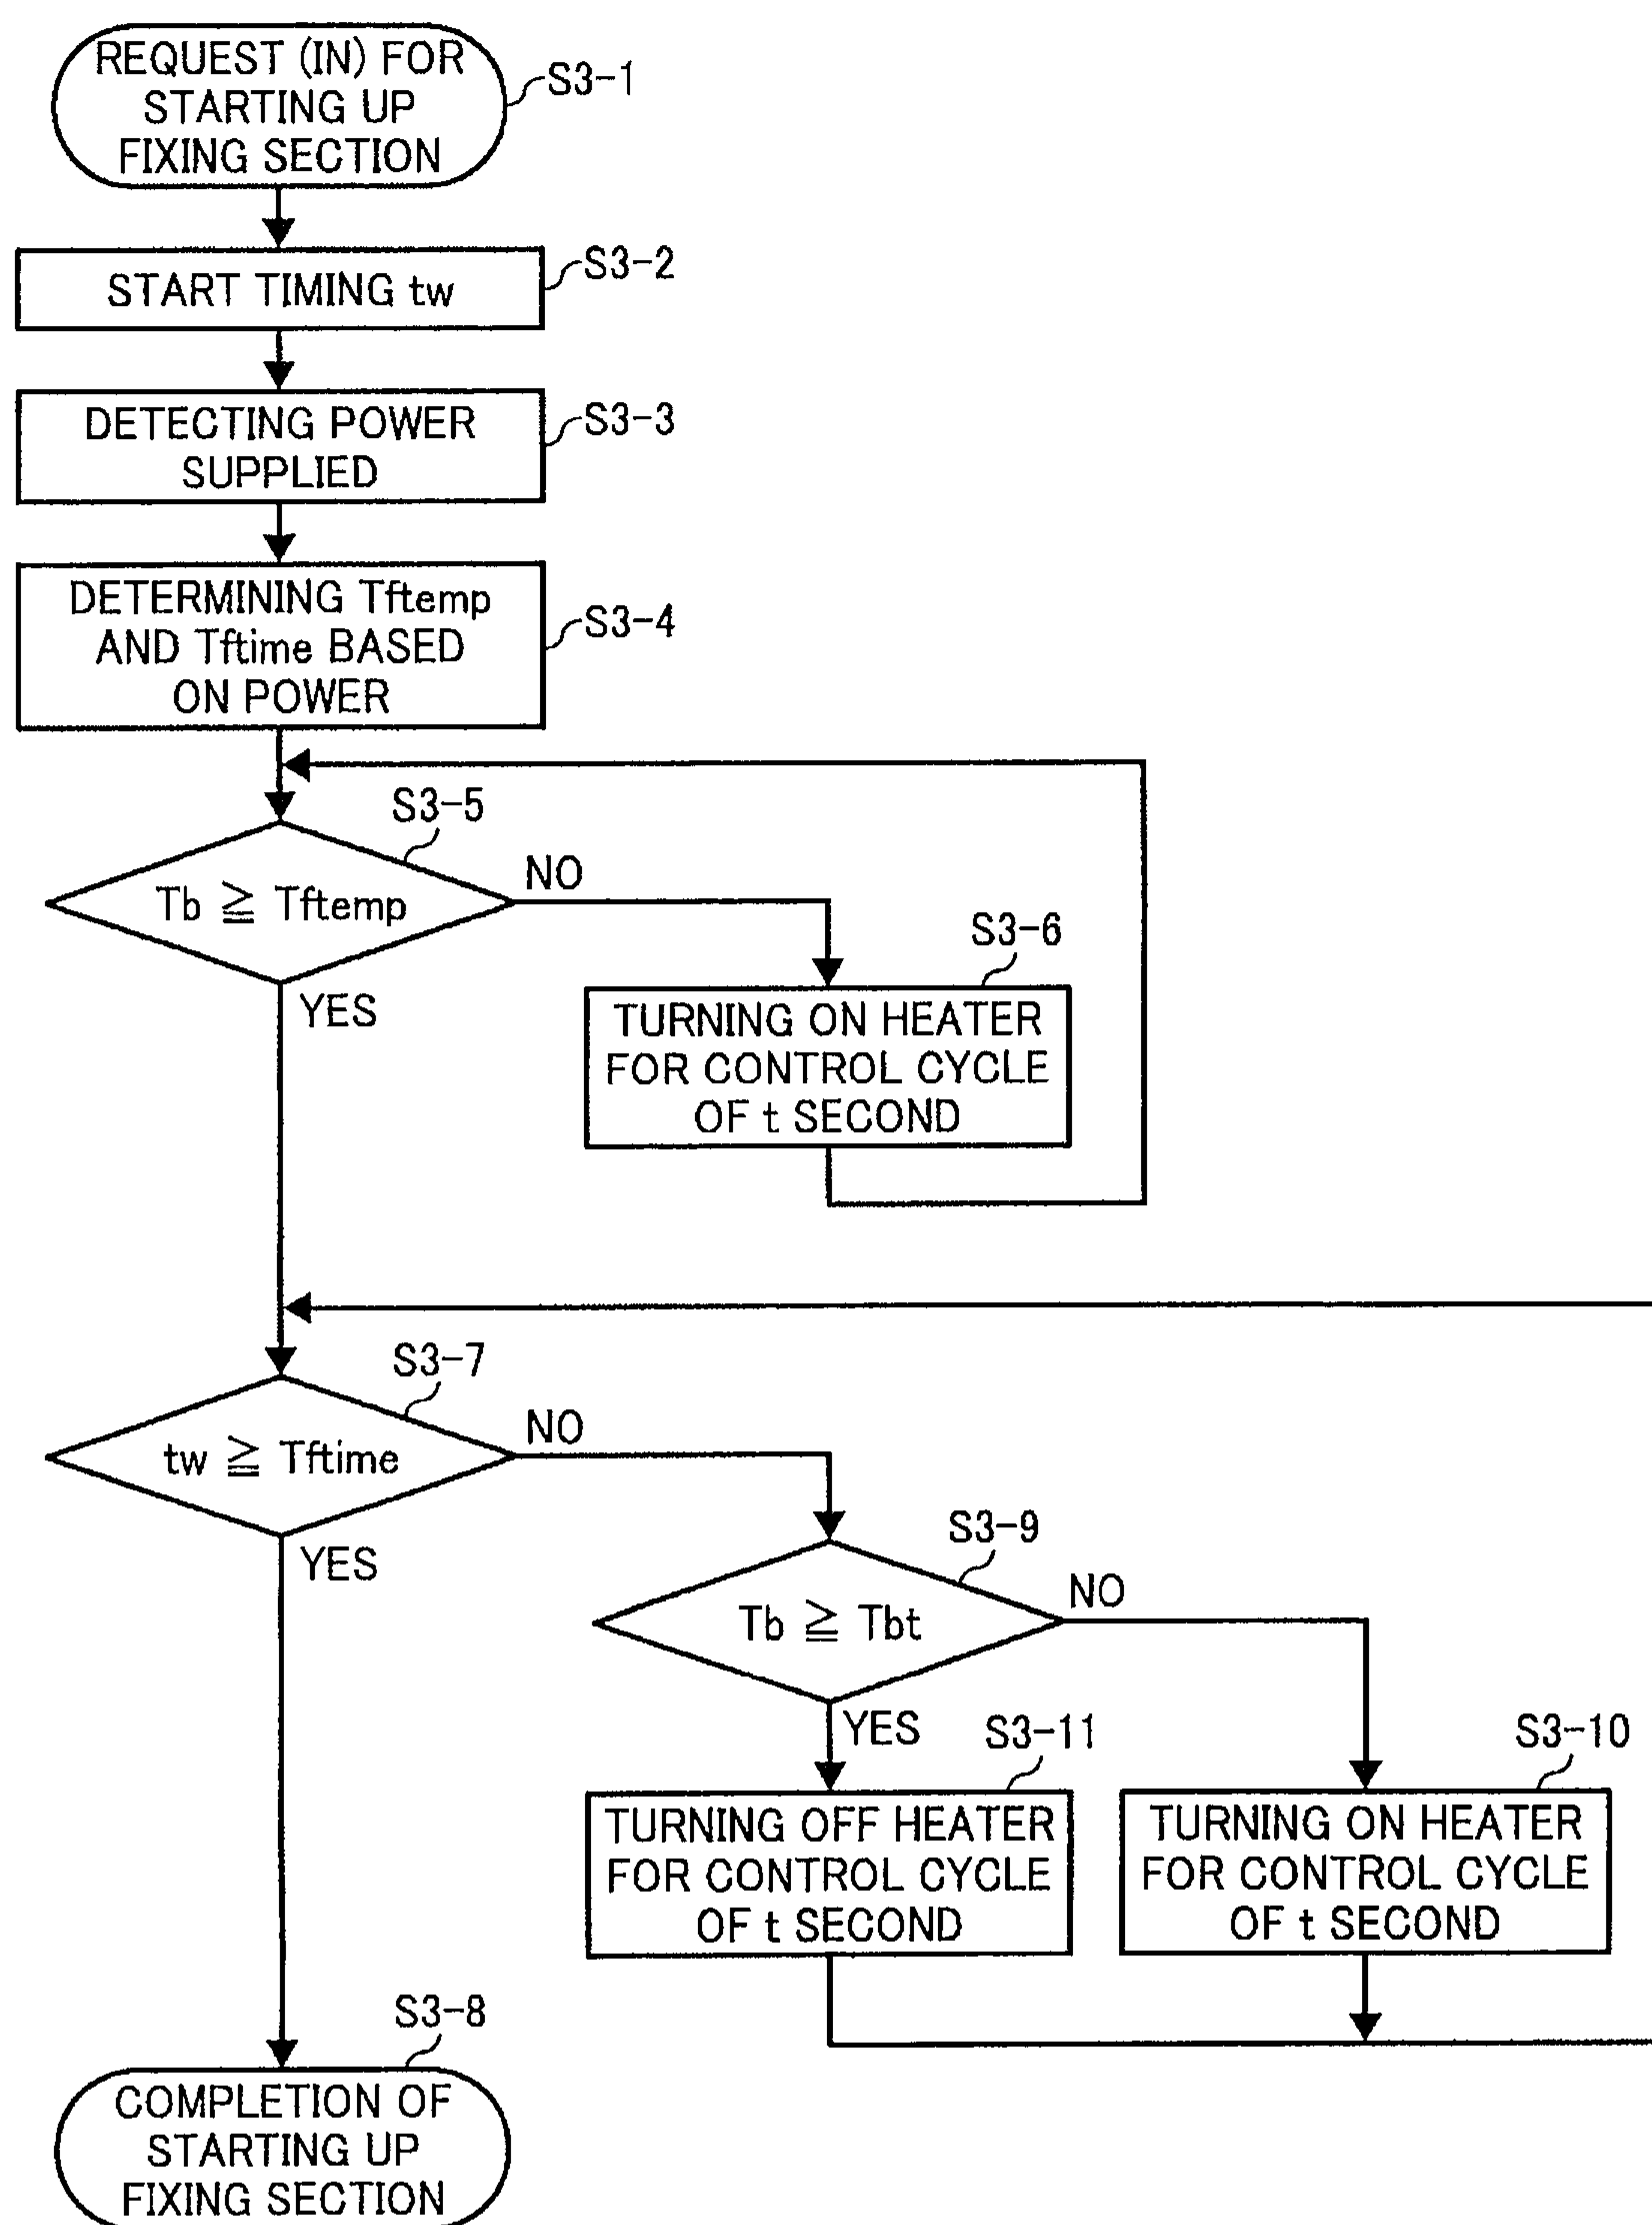 REQUEST (IN) FOR
STARTING UP
FIXING SECTION
S3-1
START TIMING tw
S3-2
DETECTING POWER
SUPPLIED
S3-3
DETERMINING Tftemp
AND Tftime BASED
ON POWER
S3-4
S3-5
Tb ≧ Tftemp
NO
YES
S3-6
TURNING ON HEATER
FOR CONTROL CYCLE
OF t SECOND
S3-7
tw ≧ Tftime
NO
YES
S3-9
Tb ≧ Tbt
NO
YES
S3-11
TURNING OFF HEATER
FOR CONTROL CYCLE
OF t SECOND
S3-10
TURNING ON HEATER
FOR CONTROL CYCLE
OF t SECOND
S3-8
COMPLETION OF
STARTING UP
FIXING SECTION